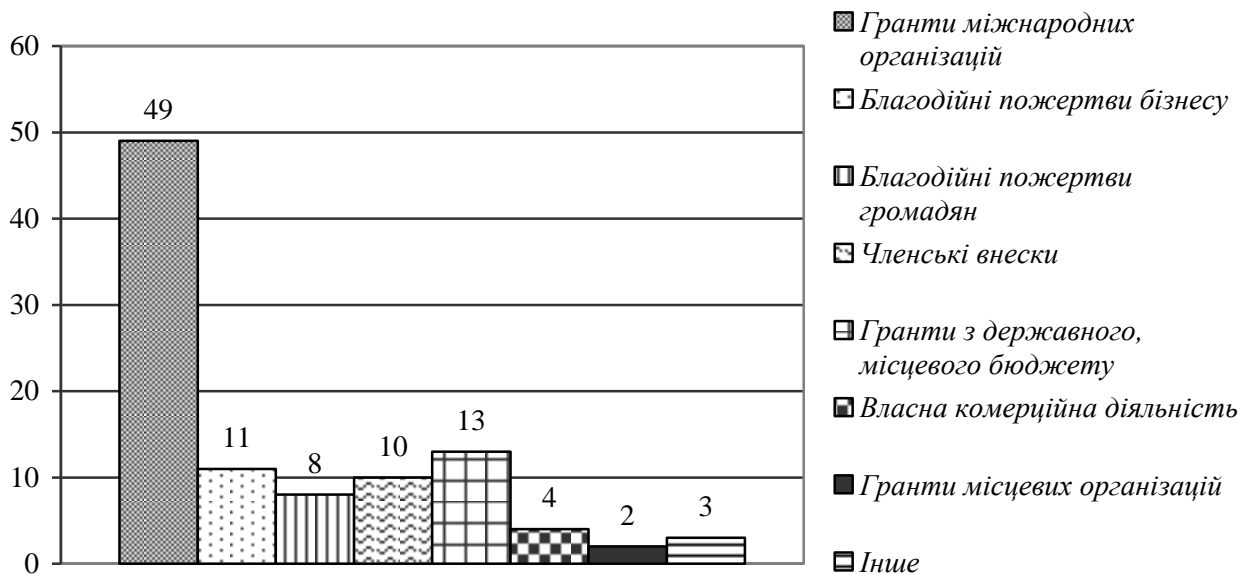 60
50
40
30
20
10
0
49
11
8
10
13
4
2
3
Гранти міжнародних
організацій
Благодійні пожертви бізнесу
Благодійні пожертви
громадян
Членські внески
Гранти з державного,
місцевого бюджету
Власна комерційна діяльність
Гранти місцевих організацій
Інше